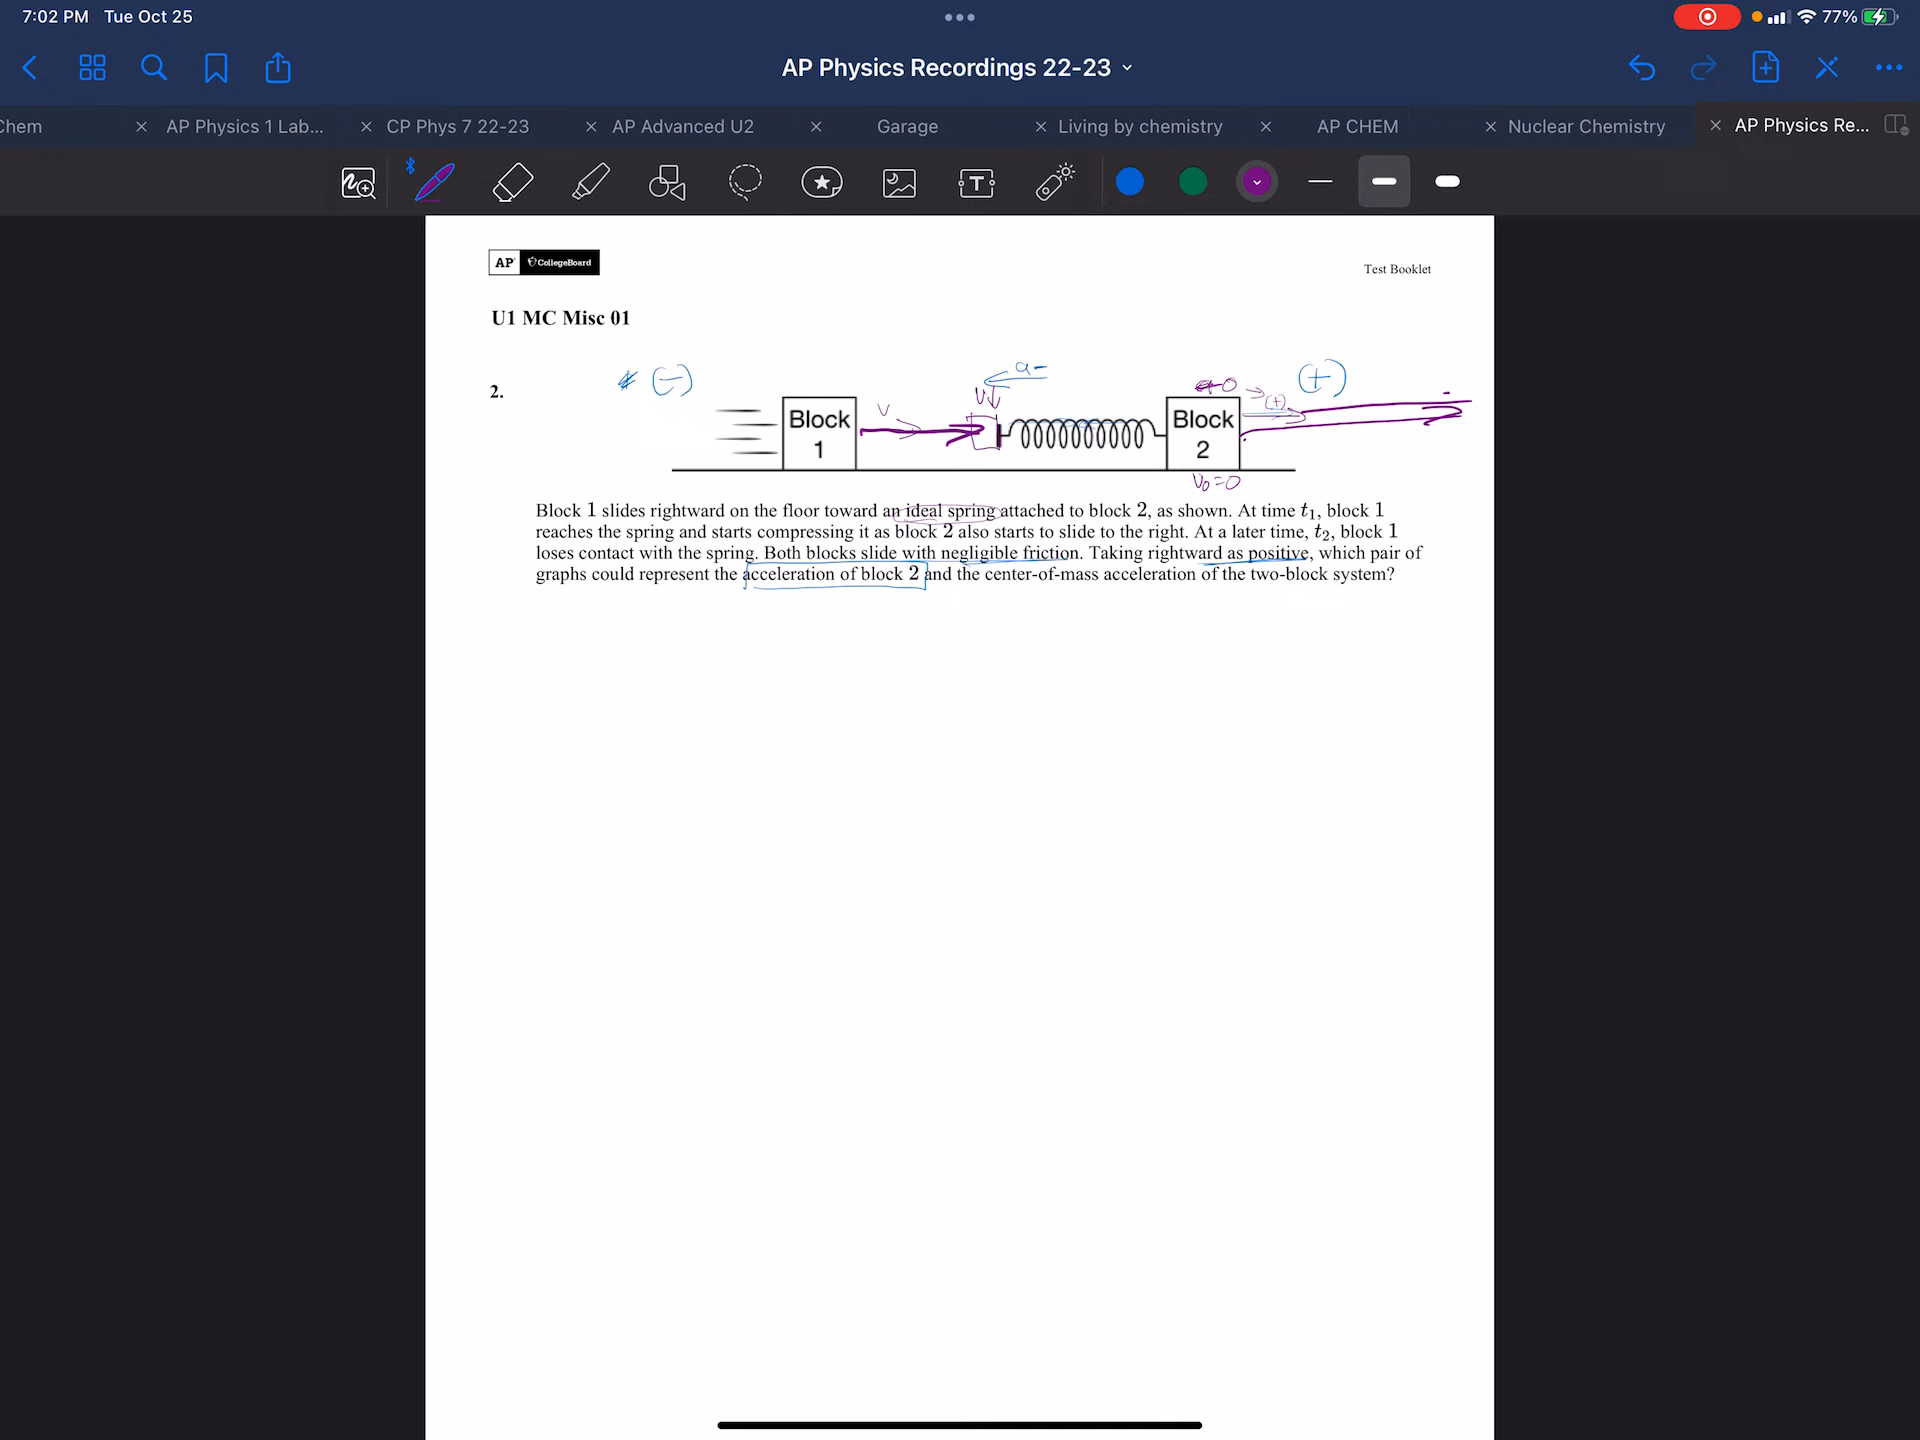 7:02 PM Tue Oct 25
77%
AP Physics Recordings 22-23
Chem
AP Physics 1 Lab...
CP Phys 7 22-23
AP Advanced U2
Garage
Living by chemistry
AP CHEM
Nuclear Chemistry
AP Physics Re...
AP CollegeBoard
Test Booklet
U1 MC Misc 01
2.
(-)
a-
(+)
v
v↓
0
(+)
Block 1
Block 2
v₀=0
Block 1 slides rightward on the floor toward an ideal spring attached to block 2, as shown. At time t₁, block 1
reaches the spring and starts compressing it as block 2 also starts to slide to the right. At a later time, t₂, block 1
loses contact with the spring. Both blocks slide with negligible friction. Taking rightward as positive, which pair of
graphs could represent the acceleration of block 2 and the center-of-mass acceleration of the two-block system?